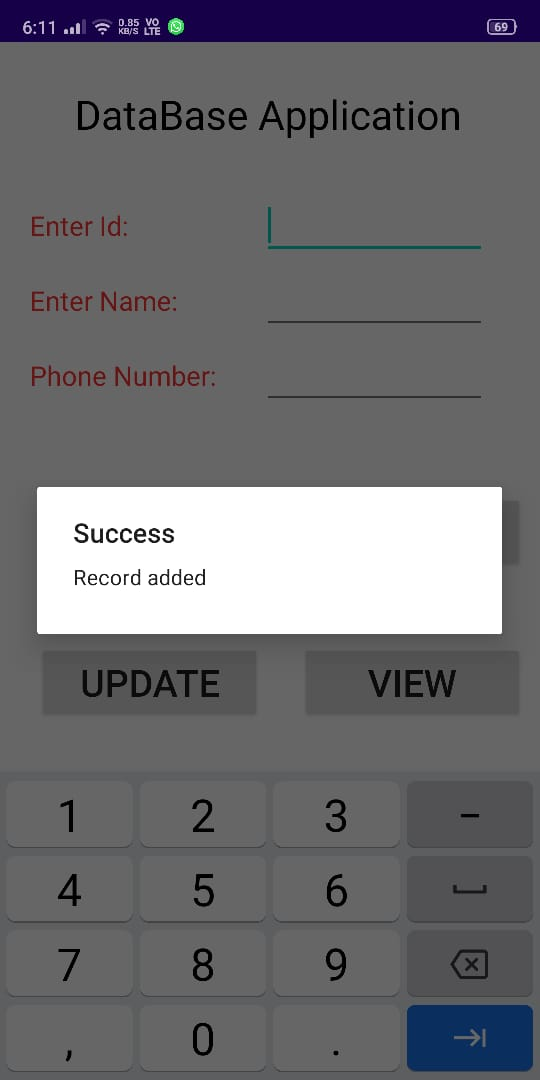 6:11 0.85 KB/S VO LTE 69
DataBase Application
Enter Id:
Enter Name:
Phone Number:
Success
Record added
UPDATE VIEW
1 2 3 –
4 5 6
7 8 9
, 0 .